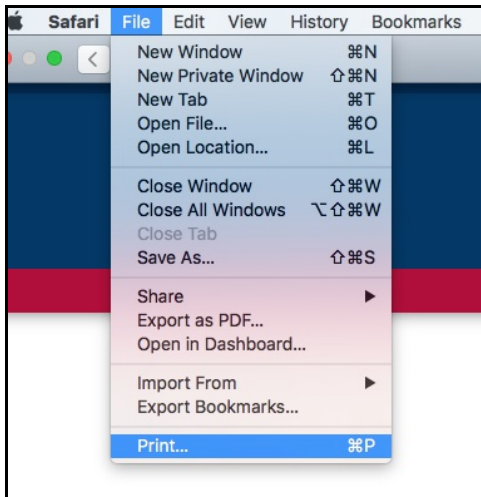 Safari File Edit View History Bookmarks
New Window ⌘N
New Private Window ⇧⌘N
New Tab ⌘T
Open File... ⌘O
Open Location... ⌘L
Close Window ⇧⌘W
Close All Windows ⌥⇧⌘W
Close Tab
Save As... ⇧⌘S
Share ▶
Export as PDF...
Open in Dashboard...
Import From ▶
Export Bookmarks...
Print... ⌘P